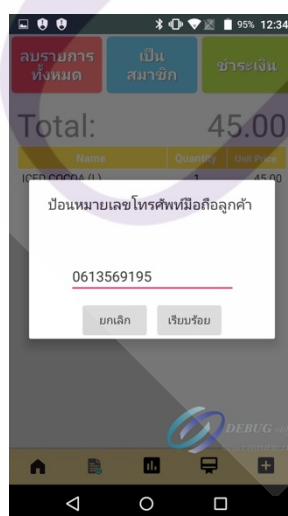 95% 12:34
ลบรายการ
ทั้งหมด
เป็น
สมาชิก
ชำระเงิน
Total: 45.00
Name Quantity Unit Price
ICED COCOA (L) 1 45.00
ป้อนหมายเลขโทรศัพท์มือถือลูกค้า
0613569195
ยกเลิก เรียบร้อย
DEBUG